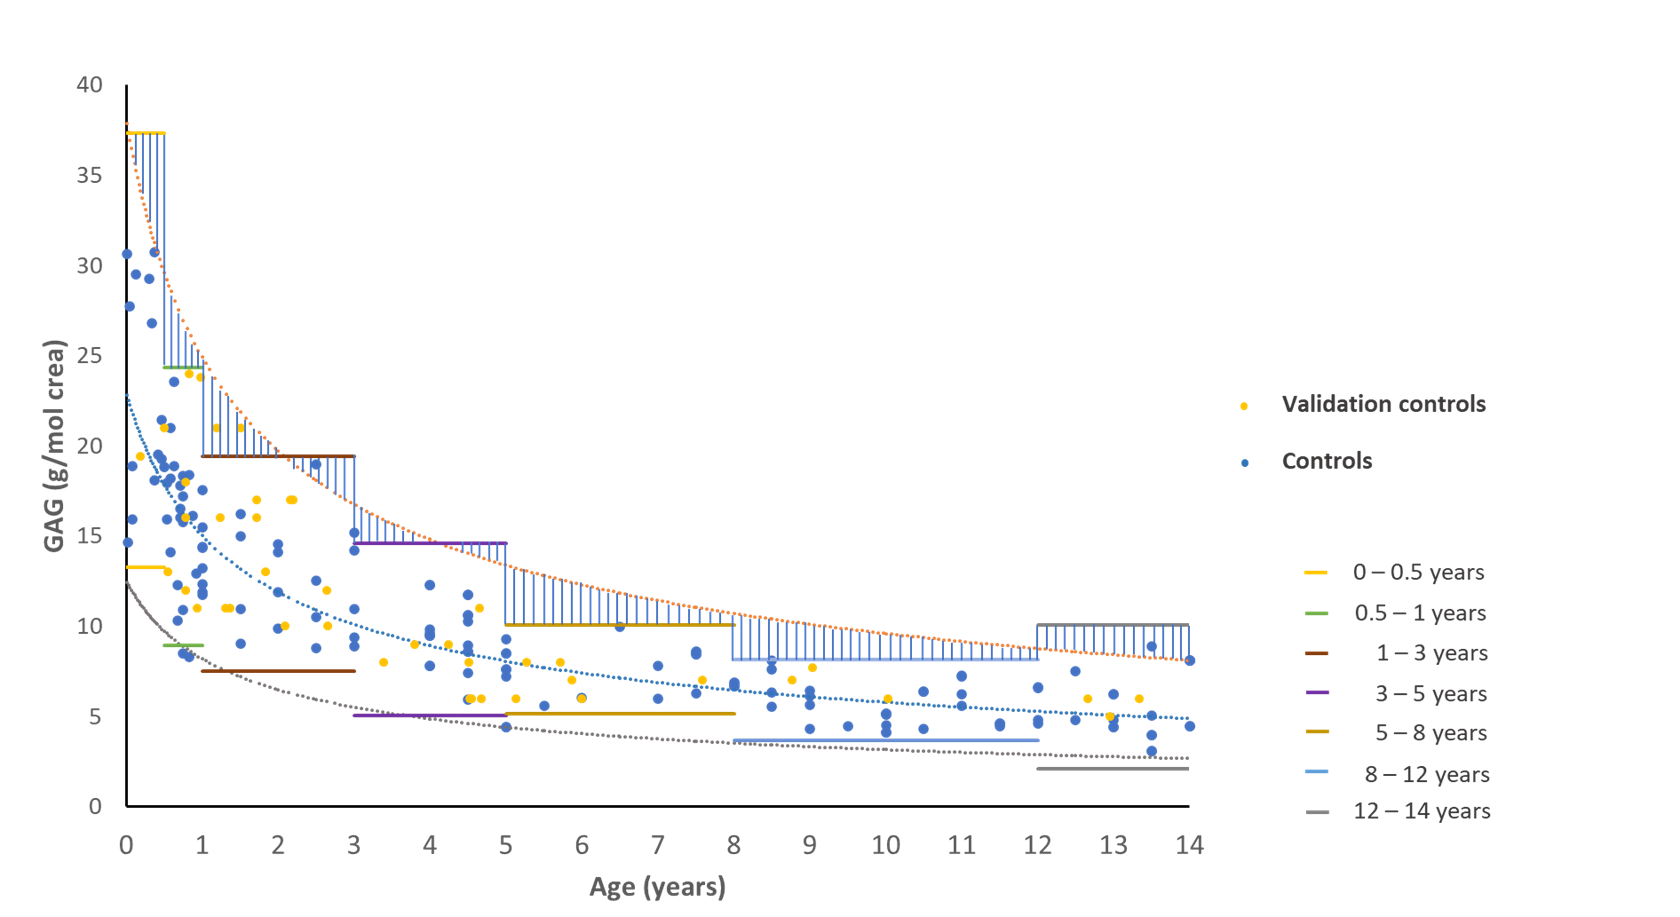 40
35
30
25
20
15
10
5
0
GAG (g/mol crea)
0 1 2 3 4 5 6 7 8 9 10 11 12 13 14
Age (years)
Validation controls
Controls
0 – 0.5 years
0.5 – 1 years
1 – 3 years
3 – 5 years
5 – 8 years
8 – 12 years
12 – 14 years